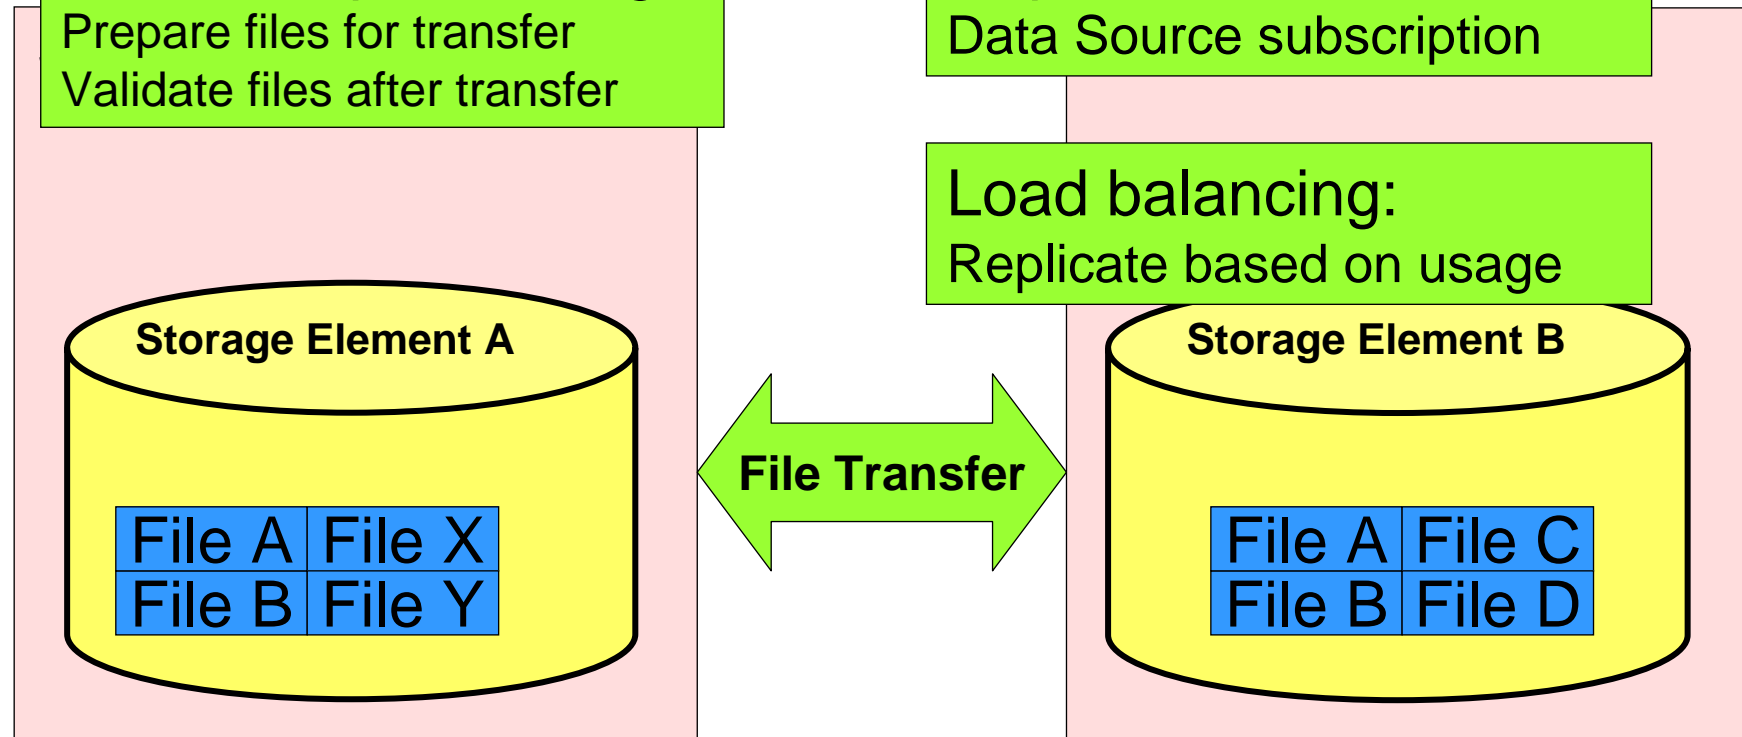 Prepare files for transfer
Validate files after transfer
Data Source subscription
Load balancing:
Replicate based on usage
Storage Element A
Storage Element B
File Transfer
File A File X
File B File Y
File A File C
File B File D